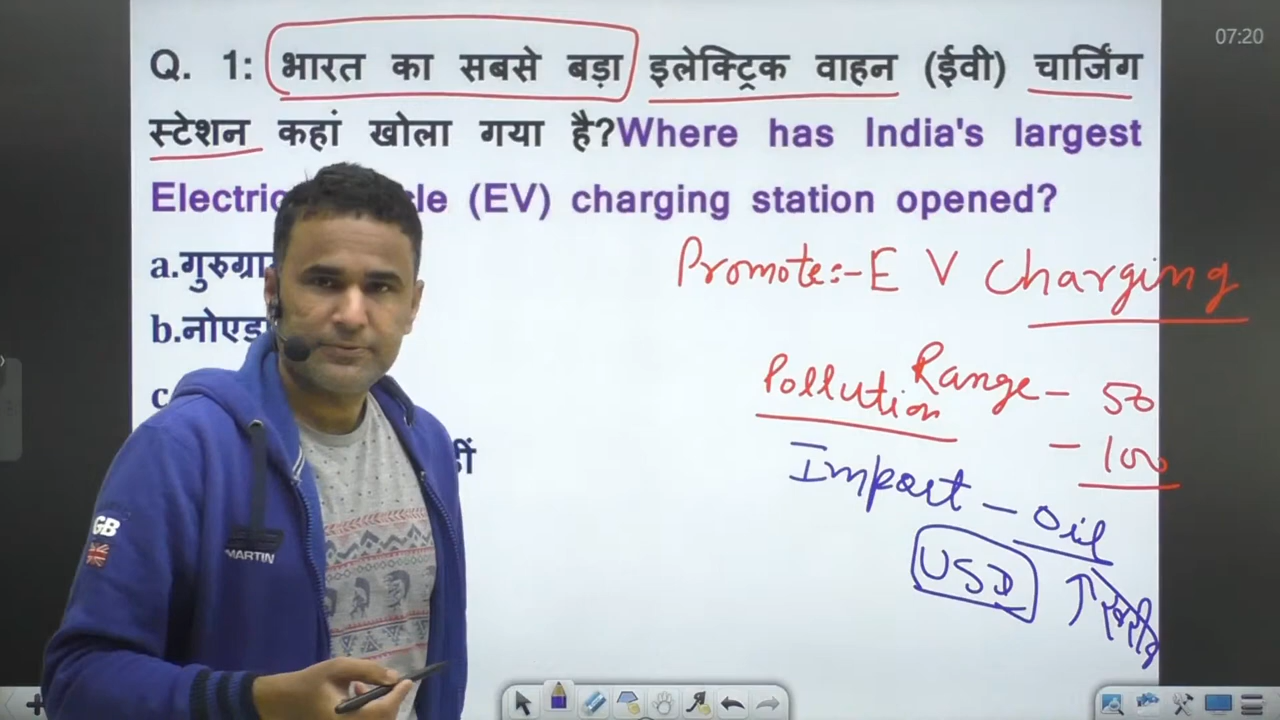 07:20
Q. 1: भारत का सबसे बड़ा इलेक्ट्रिक वाहन (ईवी) चार्जिंग
स्टेशन कहां खोला गया है?Where has India's largest
Electric cle (EV) charging station opened?
a.गुरुग्रा
b.नोएड
c
Promote:-E V Charging
Pollution Range - 50
- 100
Import - Oil
USD
GB
MARTIN